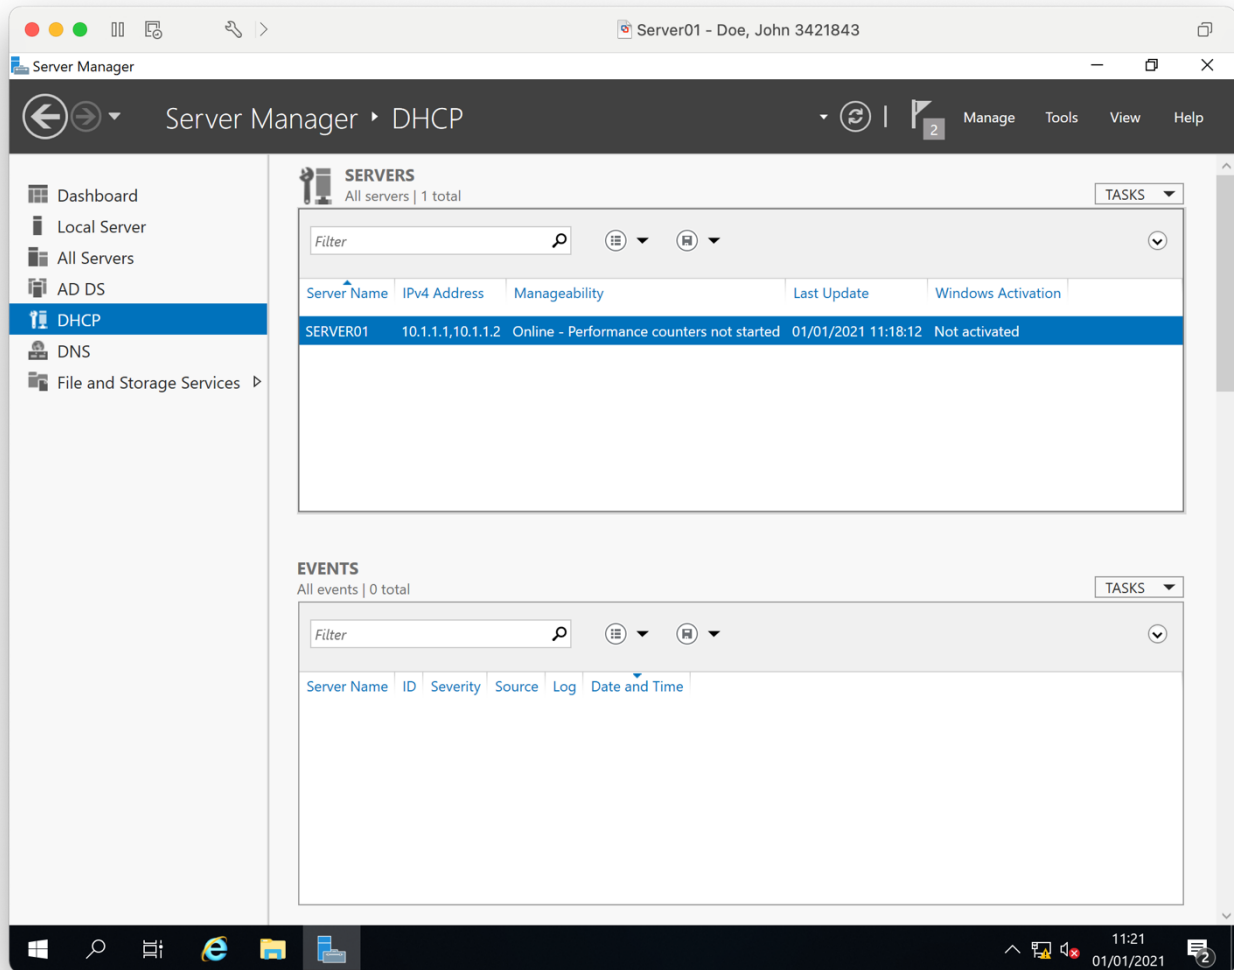 Server01 - Doe, John 3421843
Server Manager
Server Manager ‣ DHCP
2
Manage
Tools
View
Help
Dashboard
Local Server
All Servers
AD DS
DHCP
DNS
File and Storage Services
SERVERS
All servers | 1 total
TASKS
Filter
Server Name IPv4 Address Manageability Last Update Windows Activation
SERVER01 10.1.1.1,10.1.1.2 Online - Performance counters not started 01/01/2021 11:18:12 Not activated
EVENTS
All events | 0 total
TASKS
Filter
Server Name ID Severity Source Log Date and Time
11:21
01/01/2021
2